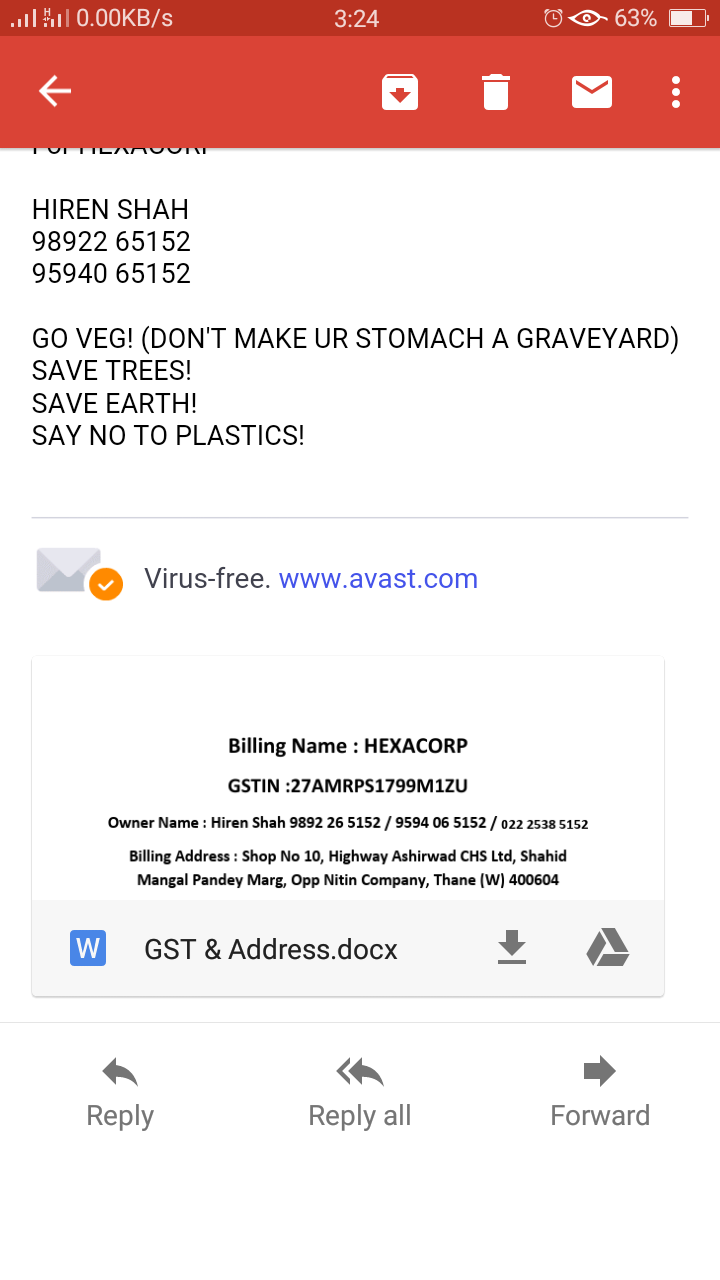 0.00KB/s 3:24 63%
For HEXACORP
HIREN SHAH
98922 65152
95940 65152
GO VEG! (DON'T MAKE UR STOMACH A GRAVEYARD)
SAVE TREES!
SAVE EARTH!
SAY NO TO PLASTICS!
Virus-free. www.avast.com
Billing Name : HEXACORP
GSTIN :27AMRPS1799M1ZU
Owner Name : Hiren Shah 9892 26 5152 / 9594 06 5152 / 022 2538 5152
Billing Address : Shop No 10, Highway Ashirwad CHS Ltd, Shahid
Mangal Pandey Marg, Opp Nitin Company, Thane (W) 400604
W GST & Address.docx
Reply Reply all Forward